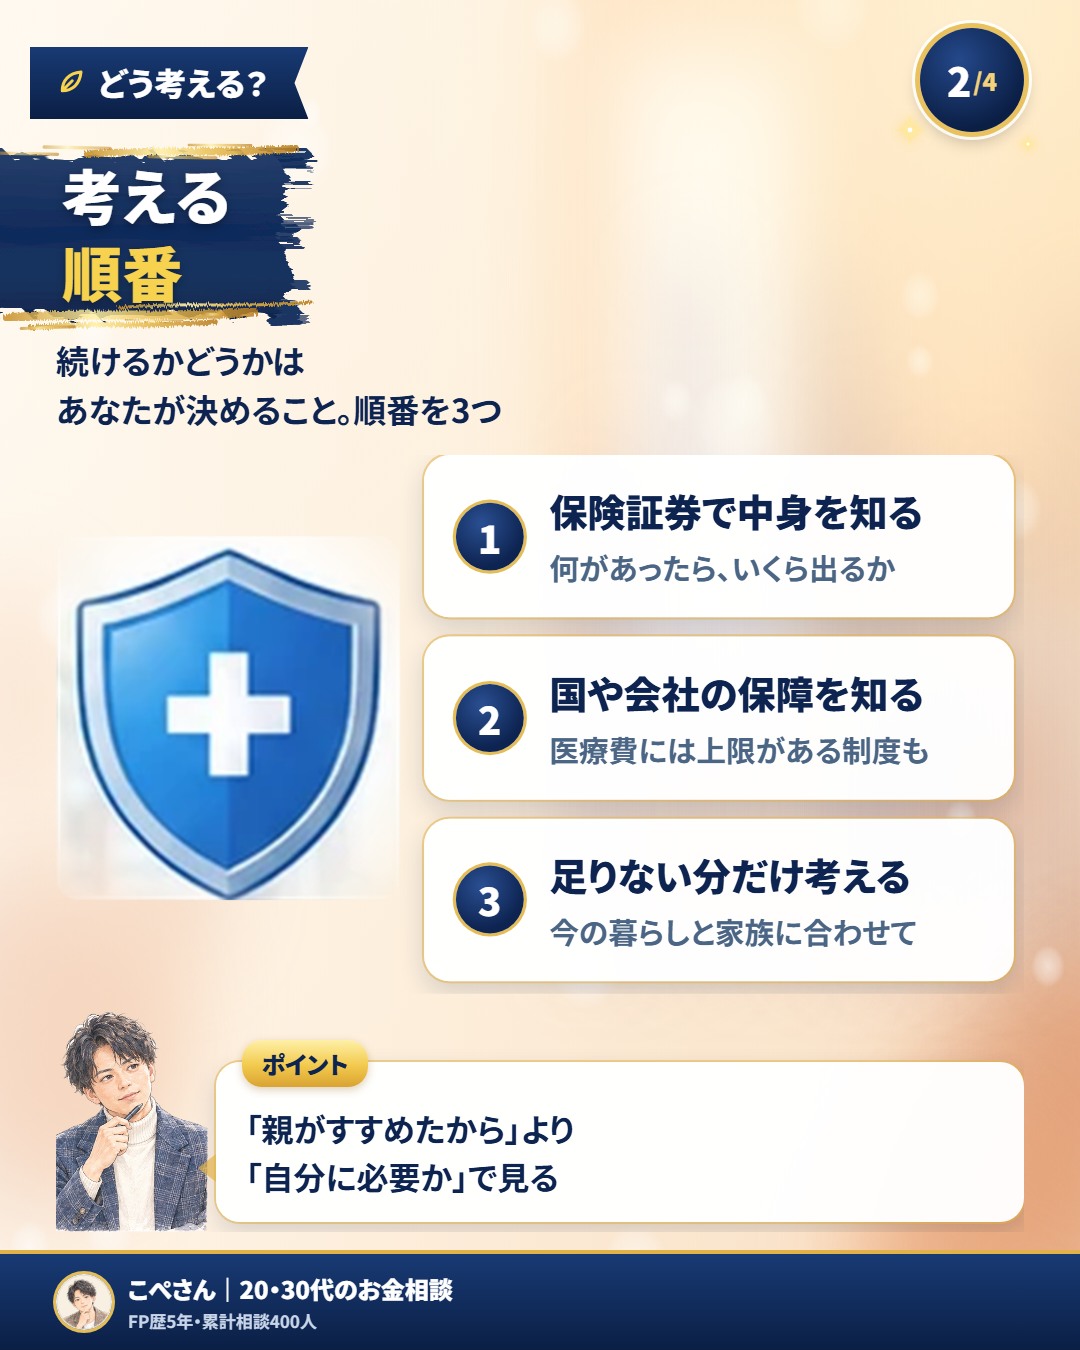 どう考える？
2/4
考える
順番
続けるかどうかは
あなたが決めること。順番を3つ
1
保険証券で中身を知る
何があったら、いくら出るか
2
国や会社の保障を知る
医療費には上限がある制度も
3
足りない分だけ考える
今の暮らしと家族に合わせて
ポイント
「親がすすめたから」より
「自分に必要か」で見る
こぺさん｜20・30代のお金相談
FP歴5年・累計相談400人